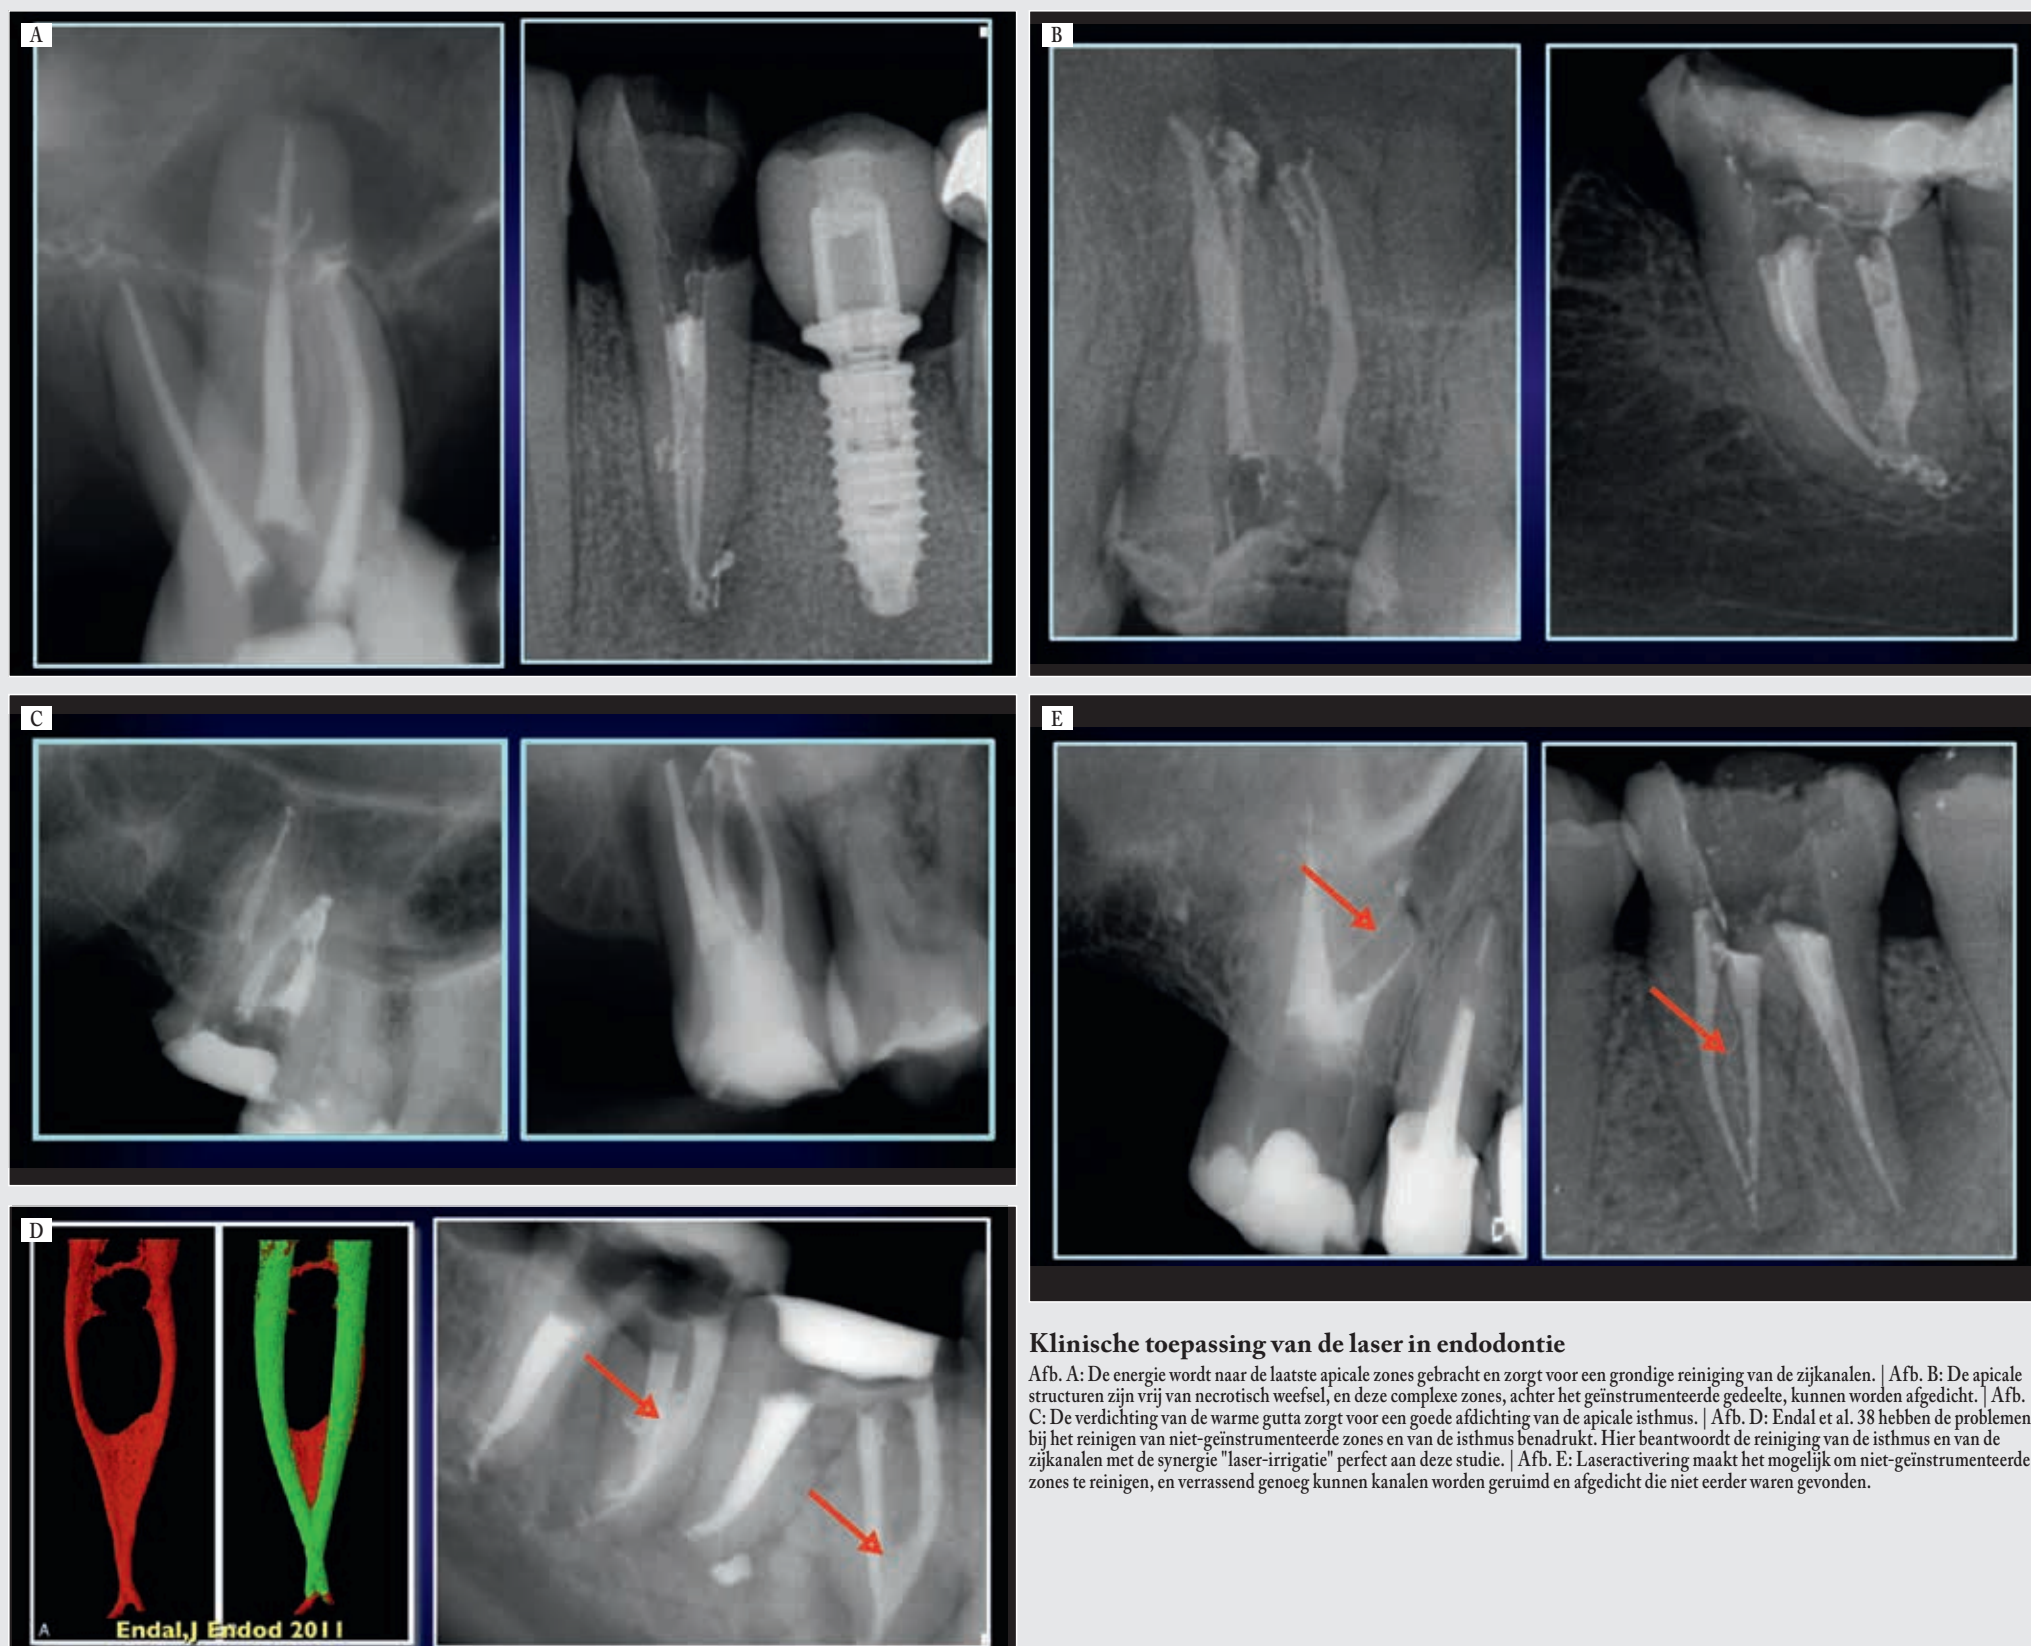 A
B
C
E
D
A
Endal,J Endod 2011
Klinische toepassing van de laser in endodontie
Afb. A: De energie wordt naar de laatste apicale zones gebracht en zorgt voor een grondige reiniging van de zijkanalen. | Afb. B: De apicale
structuren zijn vrij van necrotisch weefsel, en deze complexe zones, achter het geïnstrumenteerde gedeelte, kunnen worden afgedicht. | Afb.
C: De verdichting van de warme gutta zorgt voor een goede afdichting van de apicale isthmus. | Afb. D: Endal et al. 38 hebben de problemen
bij het reinigen van niet-geïnstrumenteerde zones en van de isthmus benadrukt. Hier beantwoordt de reiniging van de isthmus en van de
zijkanalen met de synergie "laser-irrigatie" perfect aan deze studie. | Afb. E: Laseractivering maakt het mogelijk om niet-geïnstrumenteerde
zones te reinigen, en verrassend genoeg kunnen kanalen worden geruimd en afgedicht die niet eerder waren gevonden.